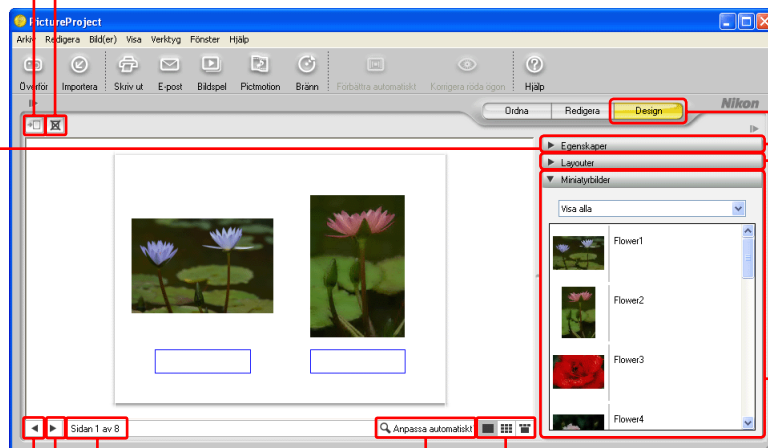 PictureProject
Arkiv Redigera Bild(er) Visa Verktyg Fönster Hjälp
Överför Importera Skriv ut E-post Bildspel Pictmotion Bränn Förbättra automatiskt Korrigera röda ögon Hjälp
Ordna Redigera Design Nikon
Egenskaper
Layouter
Miniatyrbilder
Visa alla
Flower1
Flower2
Flower3
Flower4
Sidan 1 av 8 Anpassa automatiskt